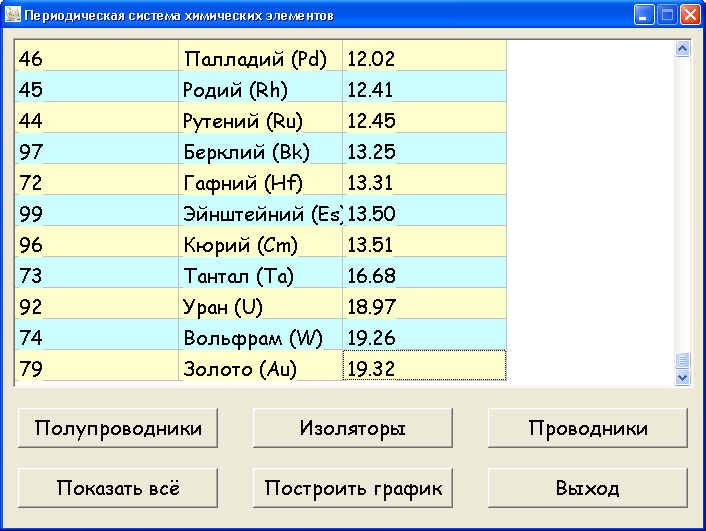 Периодическая система химических элементов
46 Палладий (Pd) 12.02
45 Родий (Rh) 12.41
44 Рутений (Ru) 12.45
97 Берклий (Bk) 13.25
72 Гафний (Hf) 13.31
99 Эйнштейний (Es) 13.50
96 Кюрий (Cm) 13.51
73 Тантал (Ta) 16.68
92 Уран (U) 18.97
74 Вольфрам (W) 19.26
79 Золото (Au) 19.32
Полупроводники Изоляторы Проводники
Показать всё Построить график Выход